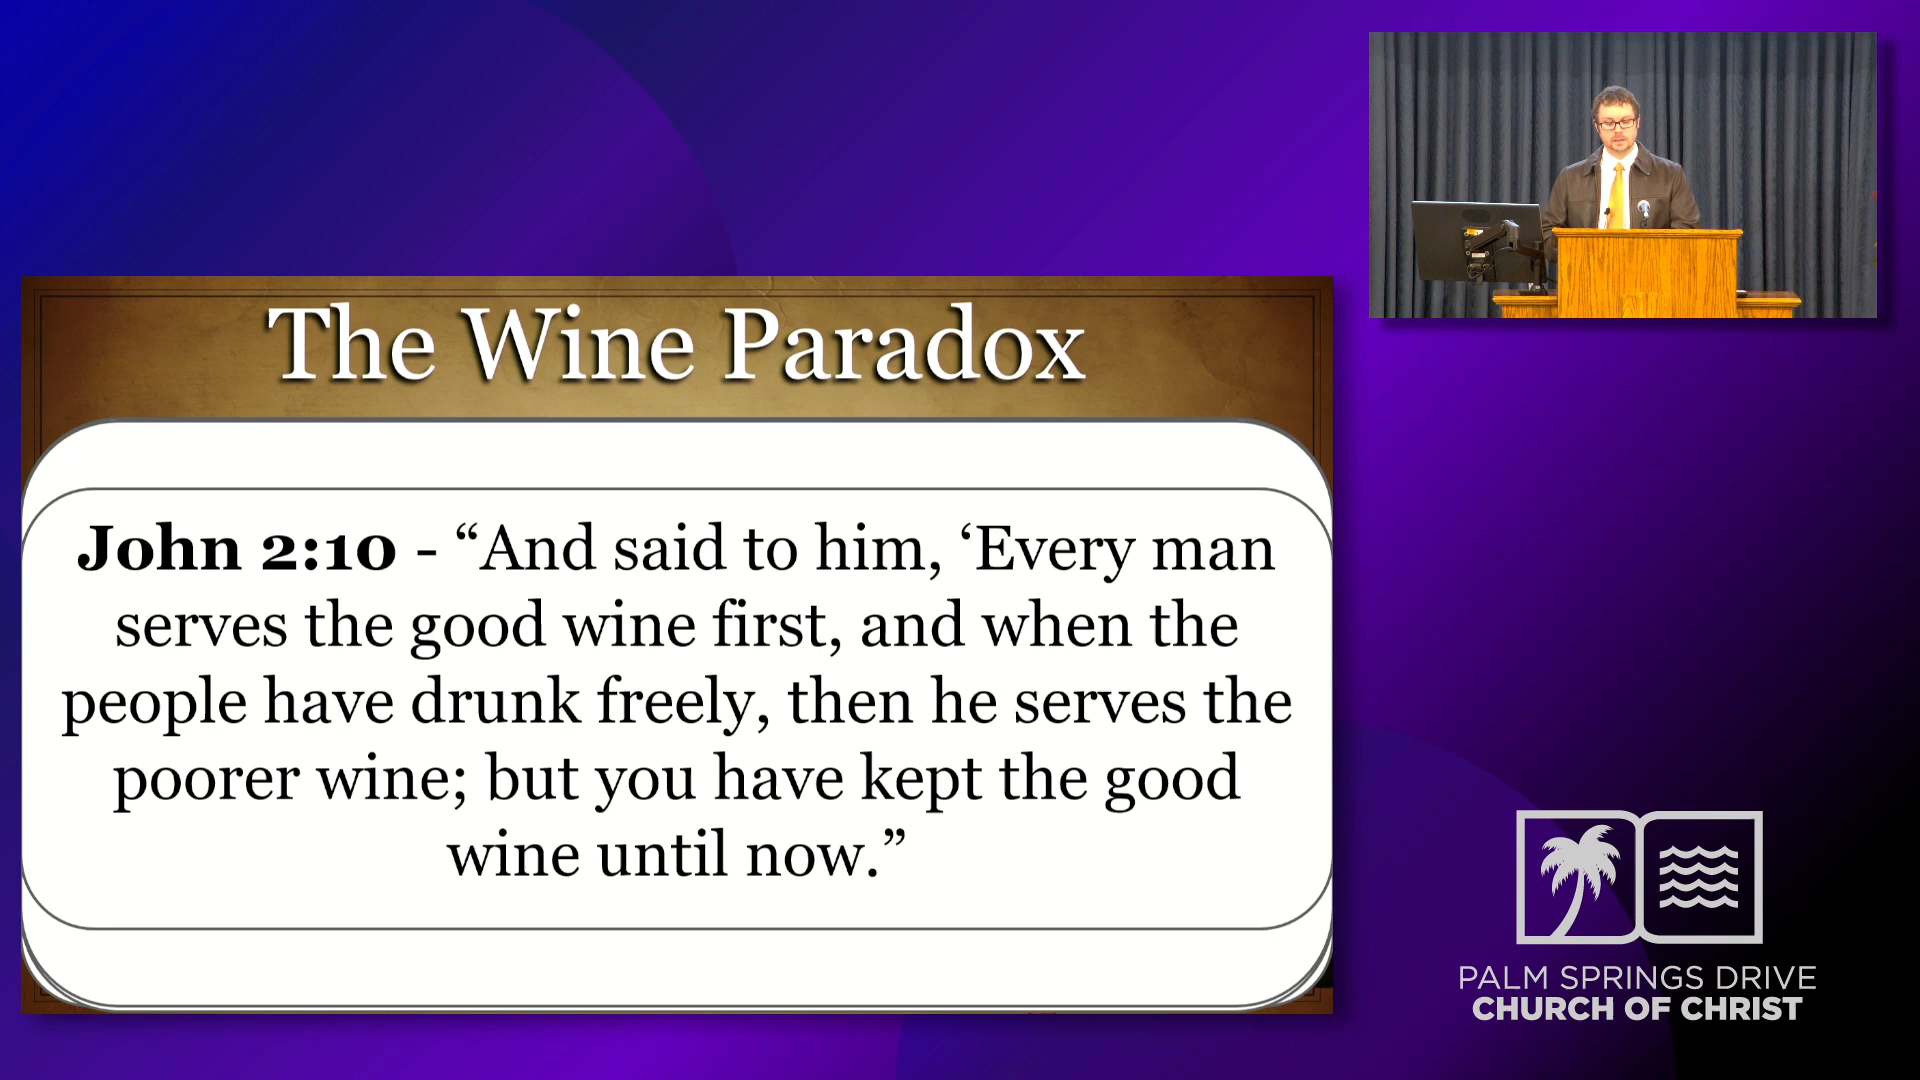 The Wine Paradox
John 2:10 - “And said to him, ‘Every man
serves the good wine first, and when the
people have drunk freely, then he serves the
poorer wine; but you have kept the good
wine until now.”
PALM SPRINGS DRIVE
CHURCH OF CHRIST